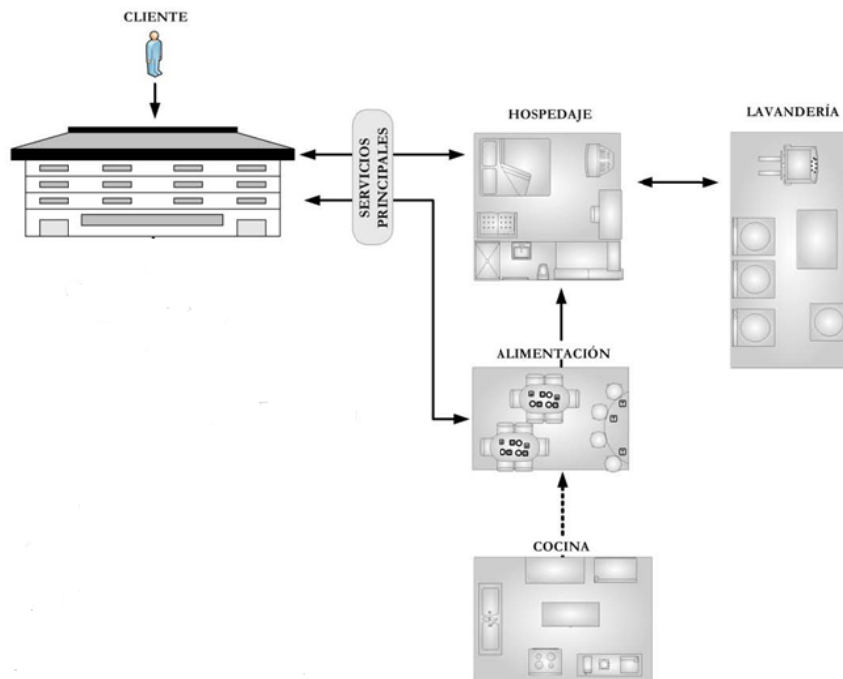 CLIENTE
SERVICIOS
PRINCIPALES
HOSPEDAJE
LAVANDERÍA
ALIMENTACIÓN
COCINA